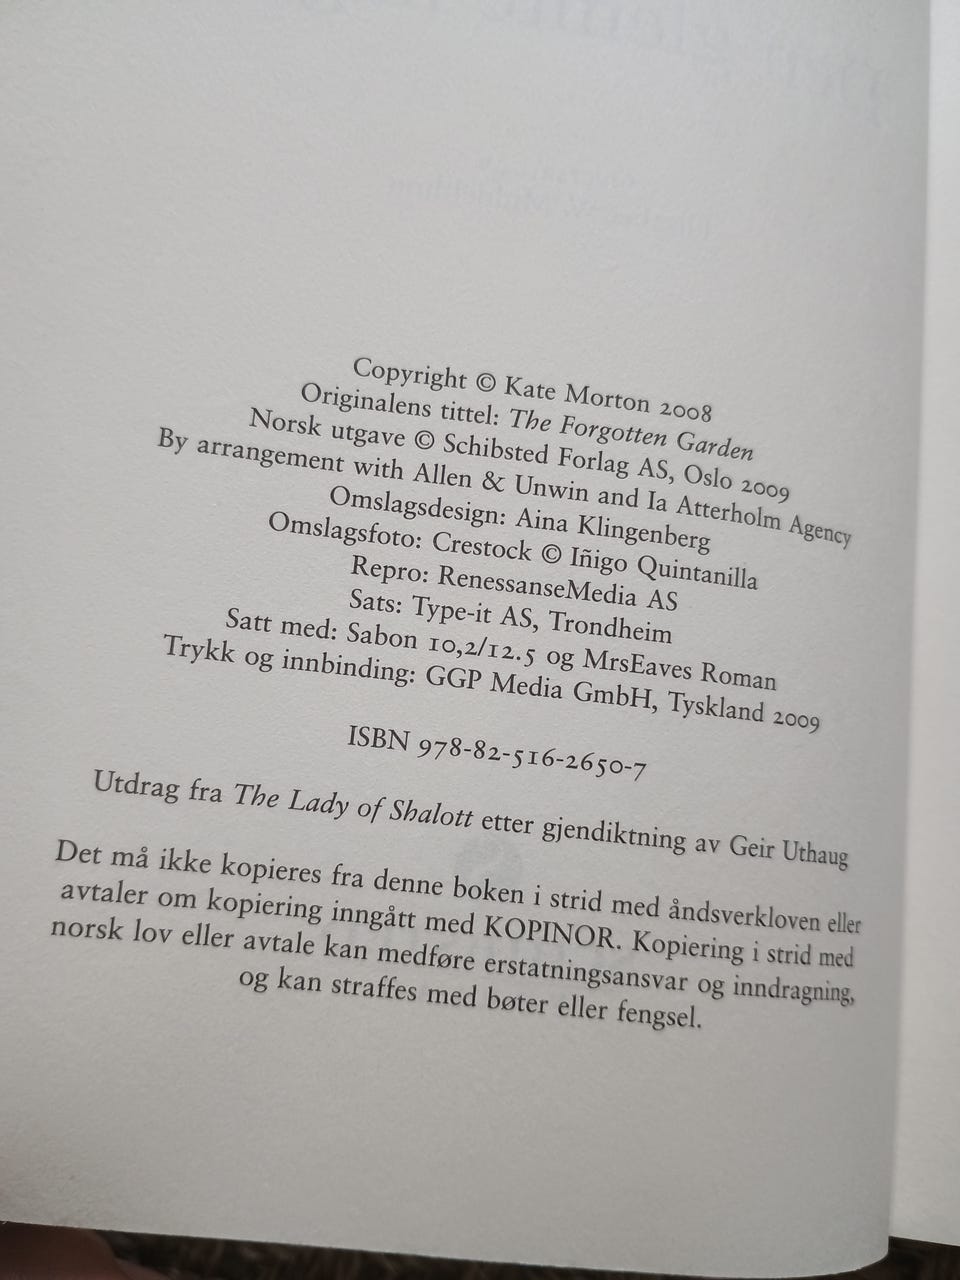 Copyright © Kate Morton 2008
Originalens tittel: The Forgotten Garden
Norsk utgave © Schibsted Forlag AS, Oslo 2009
By arrangement with Allen & Unwin and Ia Atterholm Agency
Omslagsdesign: Aina Klingenberg
Omslagsfoto: Crestock © Iñigo Quintanilla
Repro: RenessanseMedia AS
Sats: Type-it AS, Trondheim
Satt med: Sabon 10,2/12.5 og MrsEaves Roman
Trykk og innbinding: GGP Media GmbH, Tyskland 2009
ISBN 978-82-516-2650-7
Utdrag fra The Lady of Shalott etter gjendiktning av Geir Uthaug
Det må ikke kopieres fra denne boken i strid med åndsverkloven eller
avtaler om kopiering inngått med KOPINOR. Kopiering i strid med
norsk lov eller avtale kan medføre erstatningsansvar og inndragning,
og kan straffes med bøter eller fengsel.